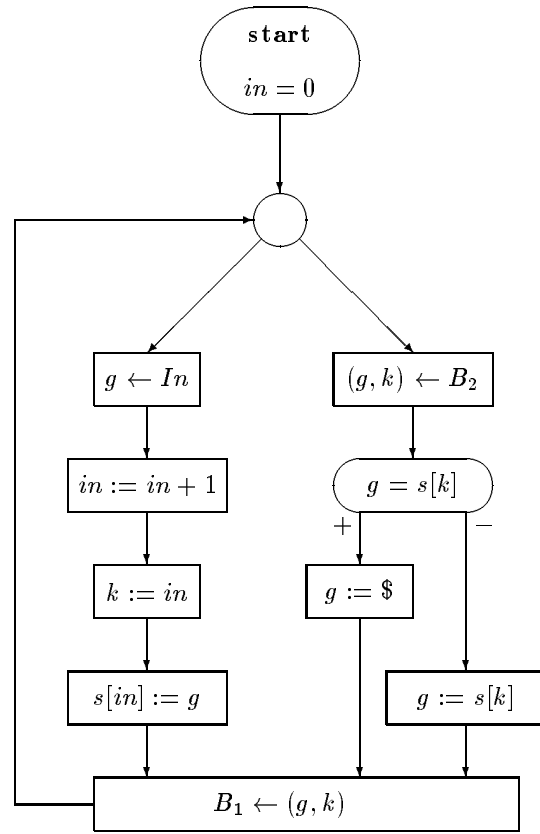 start
in = 0
g ← In
(g, k) ← B₂
in := in + 1
g = s[k]
+
−
k := in
g := $
s[in] := g
g := s[k]
B₁ ← (g, k)